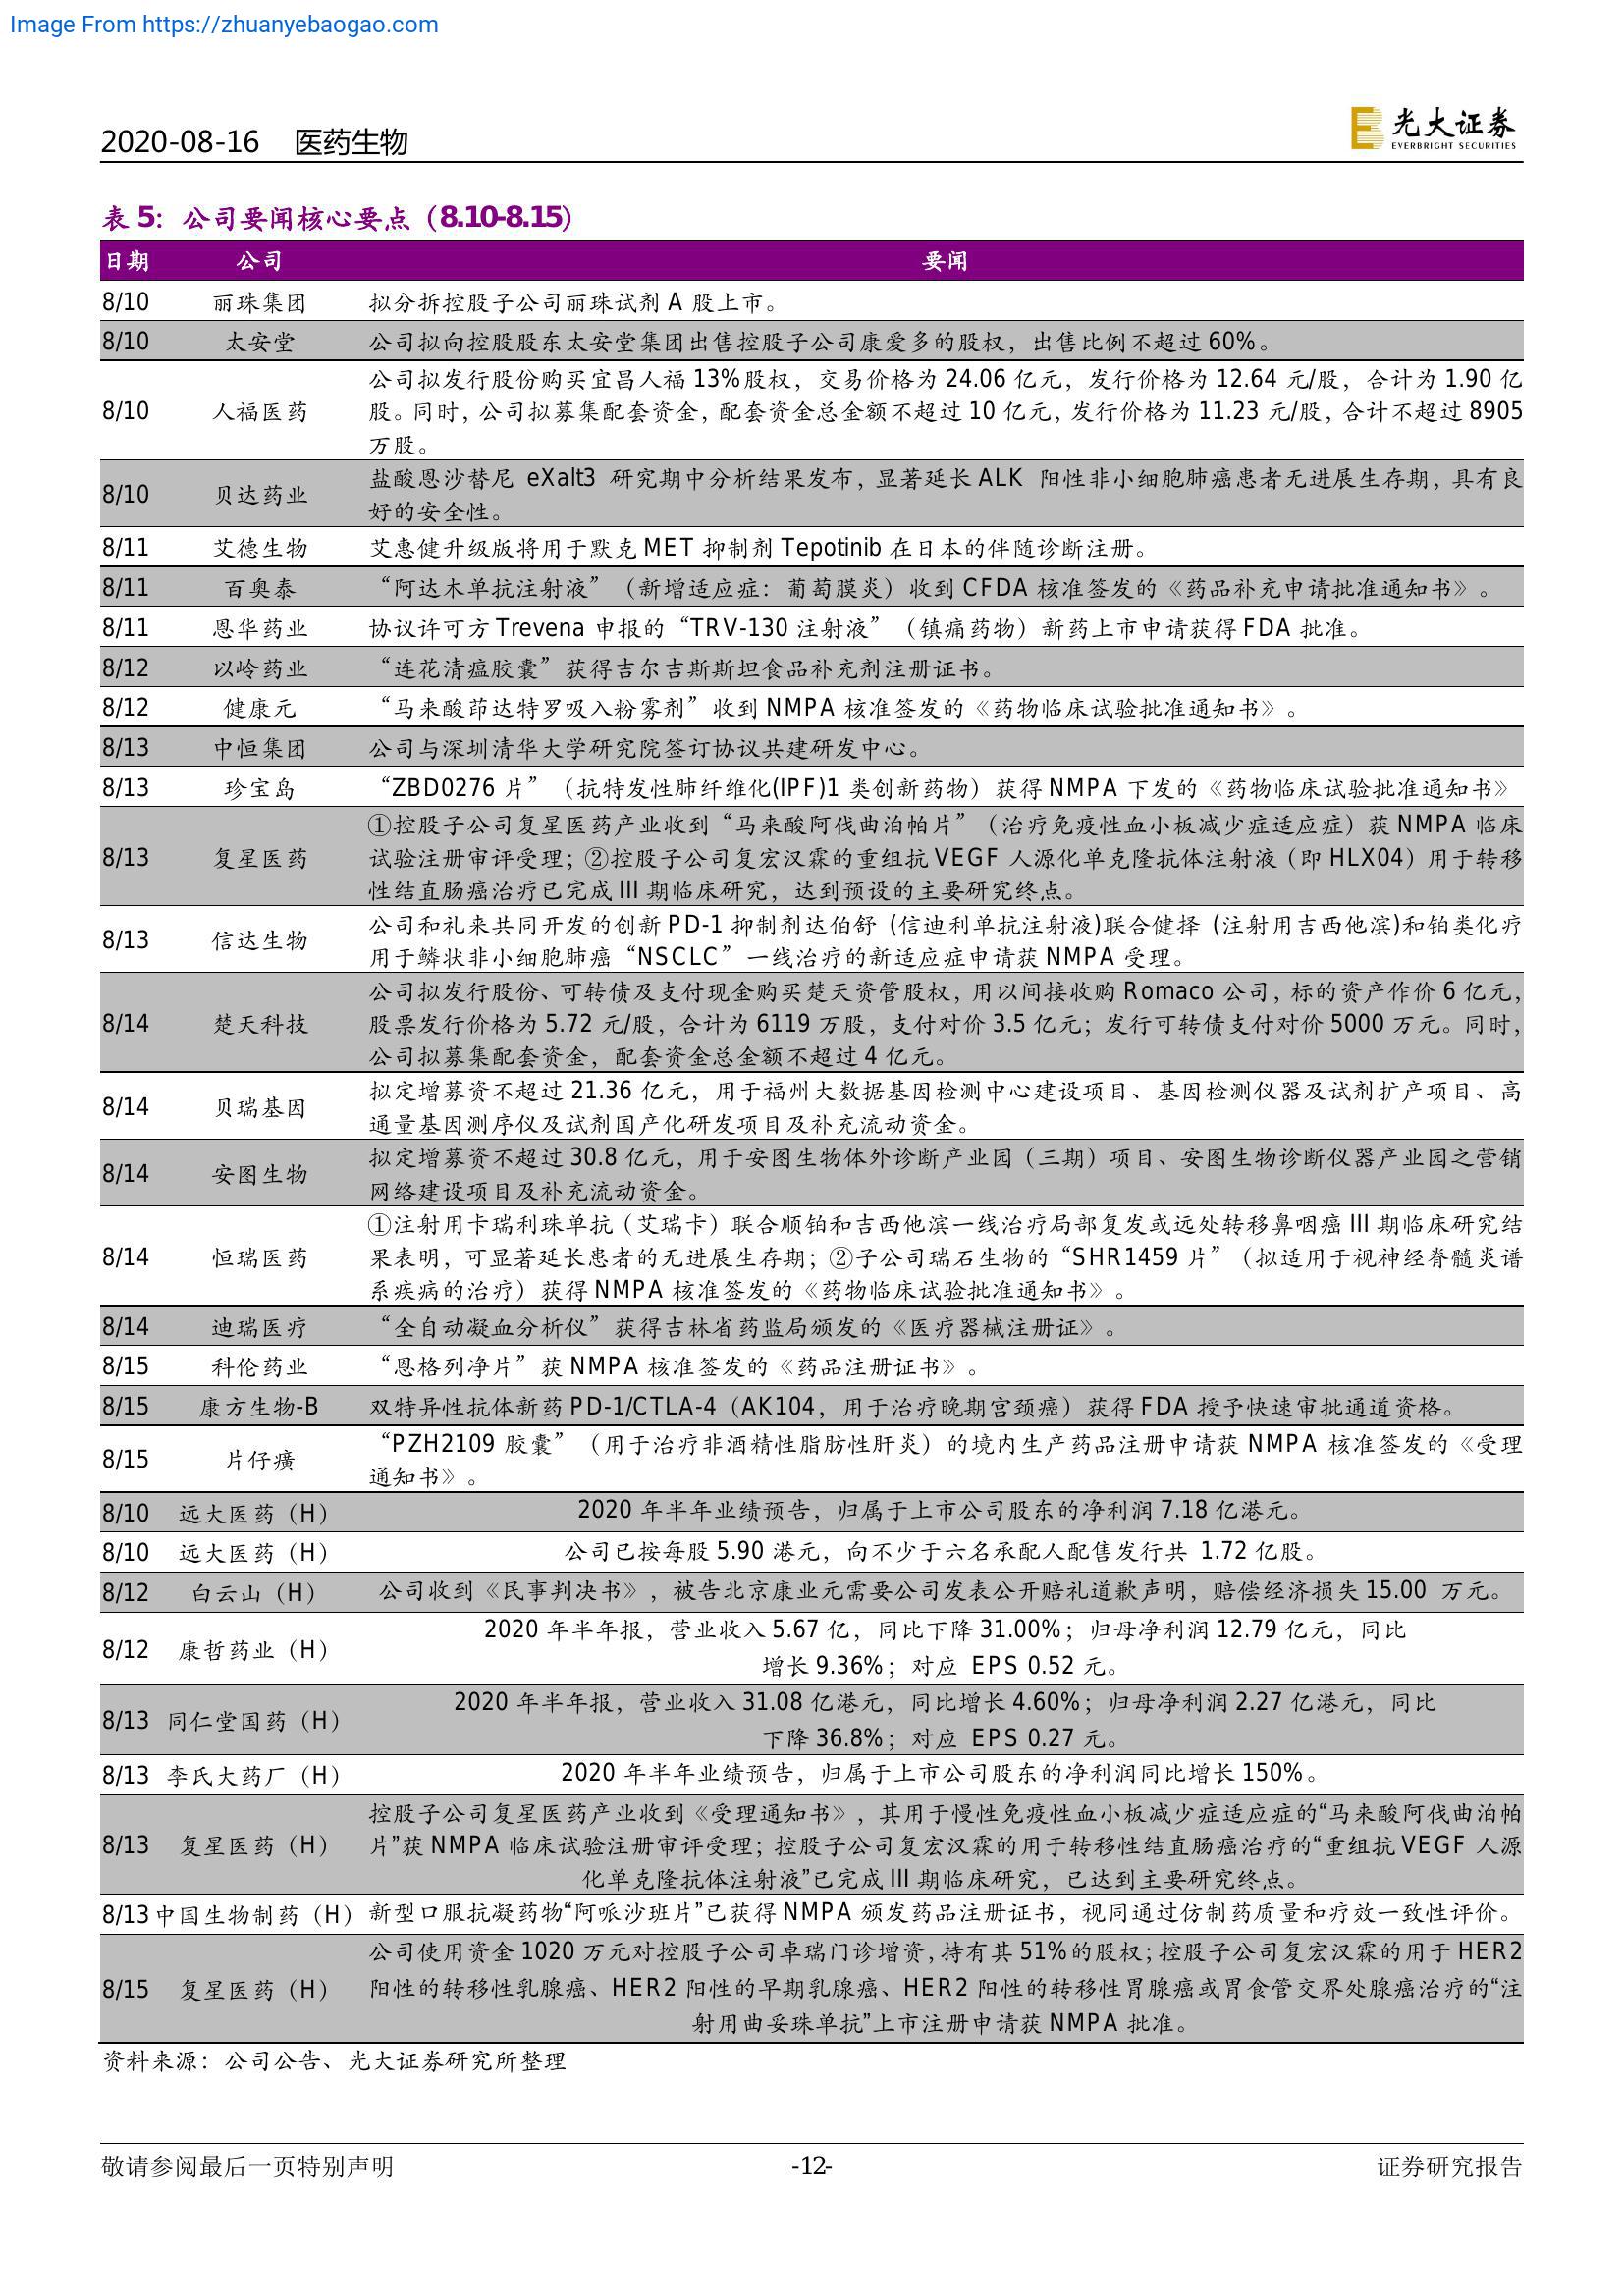 Image From https://zhuanyebaogao.com
2020-08-16 医药生物
光大证券
EVERBRIGHT SECURITIES
表 5：公司要闻核心要点（8.10-8.15）
日期 公司 要闻
8/10 丽珠集团 拟分拆控股子公司丽珠试剂 A 股上市。
8/10 太安堂 公司拟向控股股东太安堂集团出售控股子公司康爱多的股权，出售比例不超过 60%。
8/10 人福医药 公司拟发行股份购买宜昌人福 13%股权，交易价格为 24.06 亿元，发行价格为 12.64 元/股，合计为 1.90 亿
股。同时，公司拟募集配套资金，配套资金总金额不超过 10 亿元，发行价格为 11.23 元/股，合计不超过 8905
万股。
8/10 贝达药业 盐酸恩沙替尼 eXalt3 研究期中分析结果发布，显著延长 ALK 阳性非小细胞肺癌患者无进展生存期，具有良
好的安全性。
8/11 艾德生物 艾惠健升级版将用于默克 MET 抑制剂 Tepotinib 在日本的伴随诊断注册。
8/11 百奥泰 “阿达木单抗注射液”（新增适应症：葡萄膜炎）收到 CFDA 核准签发的《药品补充申请批准通知书》。
8/11 恩华药业 协议许可方 Trevena 申报的“TRV-130 注射液”（镇痛药物）新药上市申请获得 FDA 批准。
8/12 以岭药业 “连花清瘟胶囊”获得吉尔吉斯斯坦食品补充剂注册证书。
8/12 健康元 “马来酸茚达特罗吸入粉雾剂”收到 NMPA 核准签发的《药物临床试验批准通知书》。
8/13 中恒集团 公司与深圳清华大学研究院签订协议共建研发中心。
8/13 珍宝岛 “ZBD0276 片”（抗特发性肺纤维化(IPF)1 类创新药物）获得 NMPA 下发的《药物临床试验批准通知书》
8/13 复星医药 ①控股子公司复星医药产业收到“马来酸阿伐曲泊帕片”（治疗免疫性血小板减少症适应症）获 NMPA 临床
试验注册审评受理；②控股子公司复宏汉霖的重组抗 VEGF 人源化单克隆抗体注射液（即 HLX04）用于转移
性结直肠癌治疗已完成 III 期临床研究，达到预设的主要研究终点。
8/13 信达生物 公司和礼来共同开发的创新 PD-1 抑制剂达伯舒 (信迪利单抗注射液)联合健择 (注射用吉西他滨)和铂类化疗
用于鳞状非小细胞肺癌“NSCLC”一线治疗的新适应症申请获 NMPA 受理。
8/14 楚天科技 公司拟发行股份、可转债及支付现金购买楚天资管股权，用以间接收购 Romaco 公司，标的资产作价 6 亿元，
股票发行价格为 5.72 元/股，合计为 6119 万股，支付对价 3.5 亿元；发行可转债支付对价 5000 万元。同时，
公司拟募集配套资金，配套资金总金额不超过 4 亿元。
8/14 贝瑞基因 拟定增募资不超过 21.36 亿元，用于福州大数据基因检测中心建设项目、基因检测仪器及试剂扩产项目、高
通量基因测序仪及试剂国产化研发项目及补充流动资金。
8/14 安图生物 拟定增募资不超过 30.8 亿元，用于安图生物体外诊断产业园（三期）项目、安图生物诊断仪器产业园之营销
网络建设项目及补充流动资金。
8/14 恒瑞医药 ①注射用卡瑞利珠单抗（艾瑞卡）联合顺铂和吉西他滨一线治疗局部复发或远处转移鼻咽癌 III 期临床研究结
果表明，可显著延长患者的无进展生存期；②子公司瑞石生物的“SHR1459 片”（拟适用于视神经脊髓炎谱
系疾病的治疗）获得 NMPA 核准签发的《药物临床试验批准通知书》。
8/14 迪瑞医疗 “全自动凝血分析仪”获得吉林省药监局颁发的《医疗器械注册证》。
8/15 科伦药业 “恩格列净片”获 NMPA 核准签发的《药品注册证书》。
8/15 康方生物-B 双特异性抗体新药 PD-1/CTLA-4（AK104，用于治疗晚期宫颈癌）获得 FDA 授予快速审批通道资格。
8/15 片仔癀 “PZH2109 胶囊”（用于治疗非酒精性脂肪性肝炎）的境内生产药品注册申请获 NMPA 核准签发的《受理
通知书》。
8/10 远大医药（H） 2020 年半年业绩预告，归属于上市公司股东的净利润 7.18 亿港元。
8/10 远大医药（H） 公司已按每股 5.90 港元，向不少于六名承配人配售发行共 1.72 亿股。
8/12 白云山（H） 公司收到《民事判决书》，被告北京康业元需要公司发表公开赔礼道歉声明，赔偿经济损失 15.00 万元。
8/12 康哲药业（H） 2020 年半年报，营业收入 5.67 亿，同比下降 31.00%；归母净利润 12.79 亿元，同比
增长 9.36%；对应 EPS 0.52 元。
8/13 同仁堂国药（H） 2020 年半年报，营业收入 31.08 亿港元，同比增长 4.60%；归母净利润 2.27 亿港元，同比
下降 36.8%；对应 EPS 0.27 元。
8/13 李氏大药厂（H） 2020 年半年业绩预告，归属于上市公司股东的净利润同比增长 150%。
8/13 复星医药（H） 控股子公司复星医药产业收到《受理通知书》，其用于慢性免疫性血小板减少症适应症的“马来酸阿伐曲泊帕
片”获 NMPA 临床试验注册审评受理；控股子公司复宏汉霖的用于转移性结直肠癌治疗的“重组抗 VEGF 人源
化单克隆抗体注射液”已完成 III 期临床研究，已达到主要研究终点。
8/13 中国生物制药（H） 新型口服抗凝药物“阿哌沙班片”已获得 NMPA 颁发药品注册证书，视同通过仿制药质量和疗效一致性评价。
8/15 复星医药（H） 公司使用资金 1020 万元对控股子公司卓瑞门诊增资，持有其 51%的股权；控股子公司复宏汉霖的用于 HER2
阳性的转移性乳腺癌、HER2 阳性的早期乳腺癌、HER2 阳性的转移性胃腺癌或胃食管交界处腺癌治疗的“注
射用曲妥珠单抗”上市注册申请获 NMPA 批准。
资料来源：公司公告、光大证券研究所整理
敬请参阅最后一页特别声明 -12- 证券研究报告